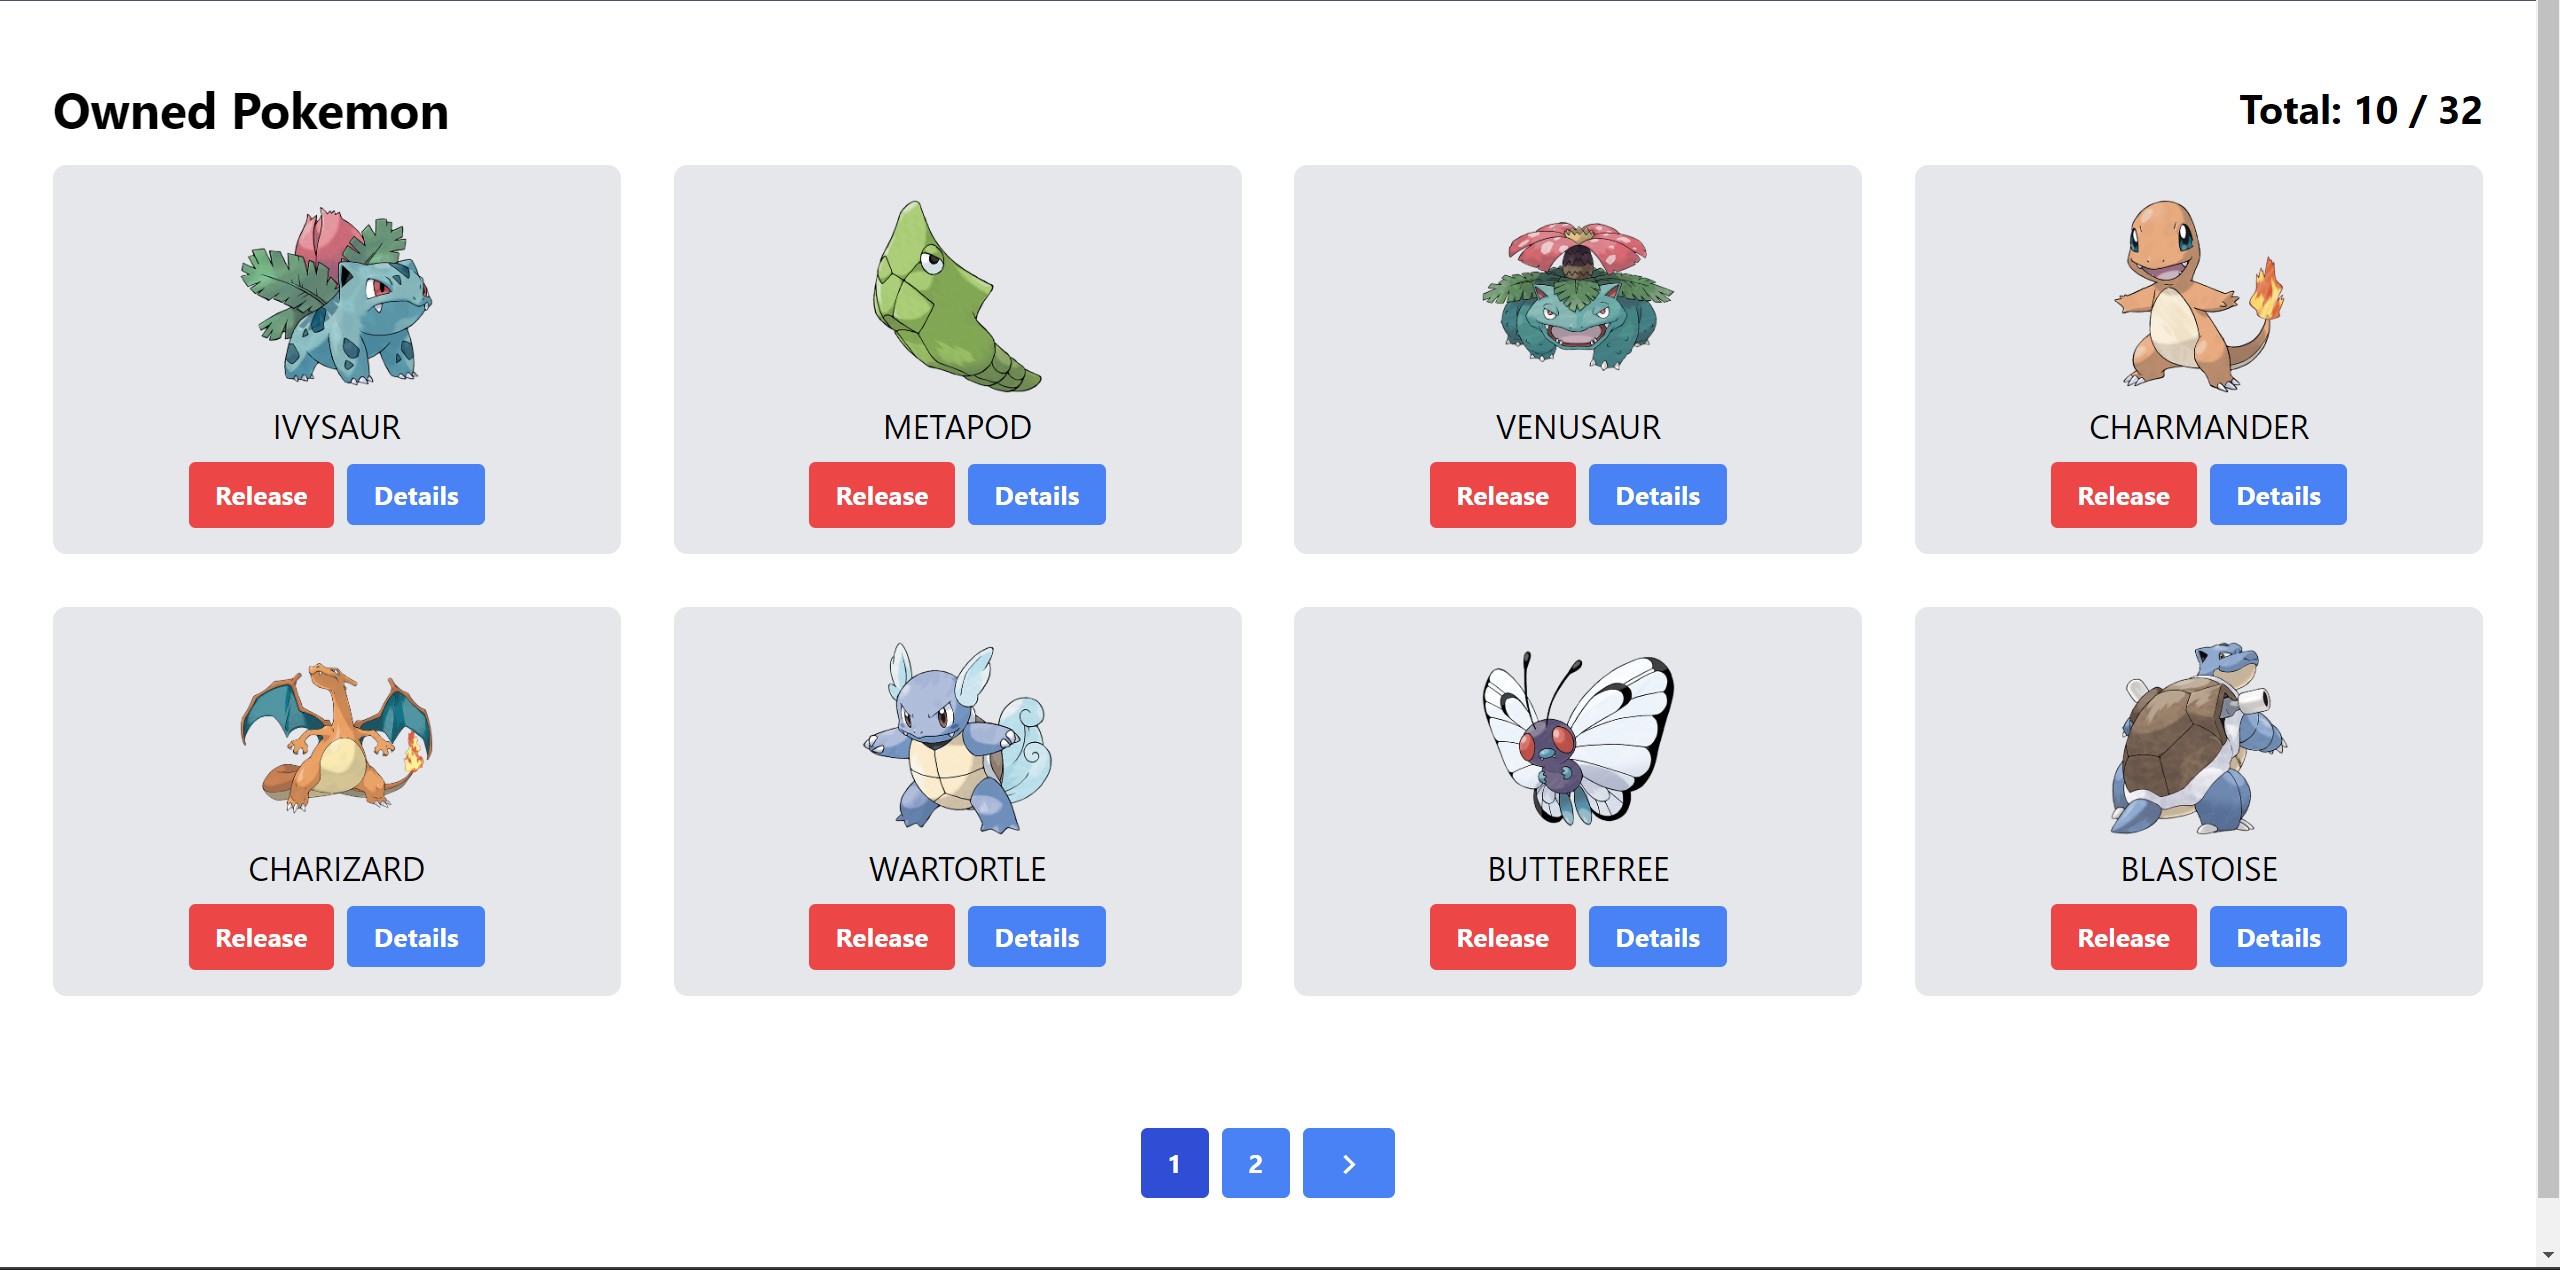 Owned Pokemon
Total: 10 / 32
IVYSAUR
METAPOD
VENUSAUR
CHARMANDER
Release Details
Release Details
Release Details
Release Details
CHARIZARD
WARTORTLE
BUTTERFREE
BLASTOISE
Release Details
Release Details
Release Details
Release Details
1 2 >